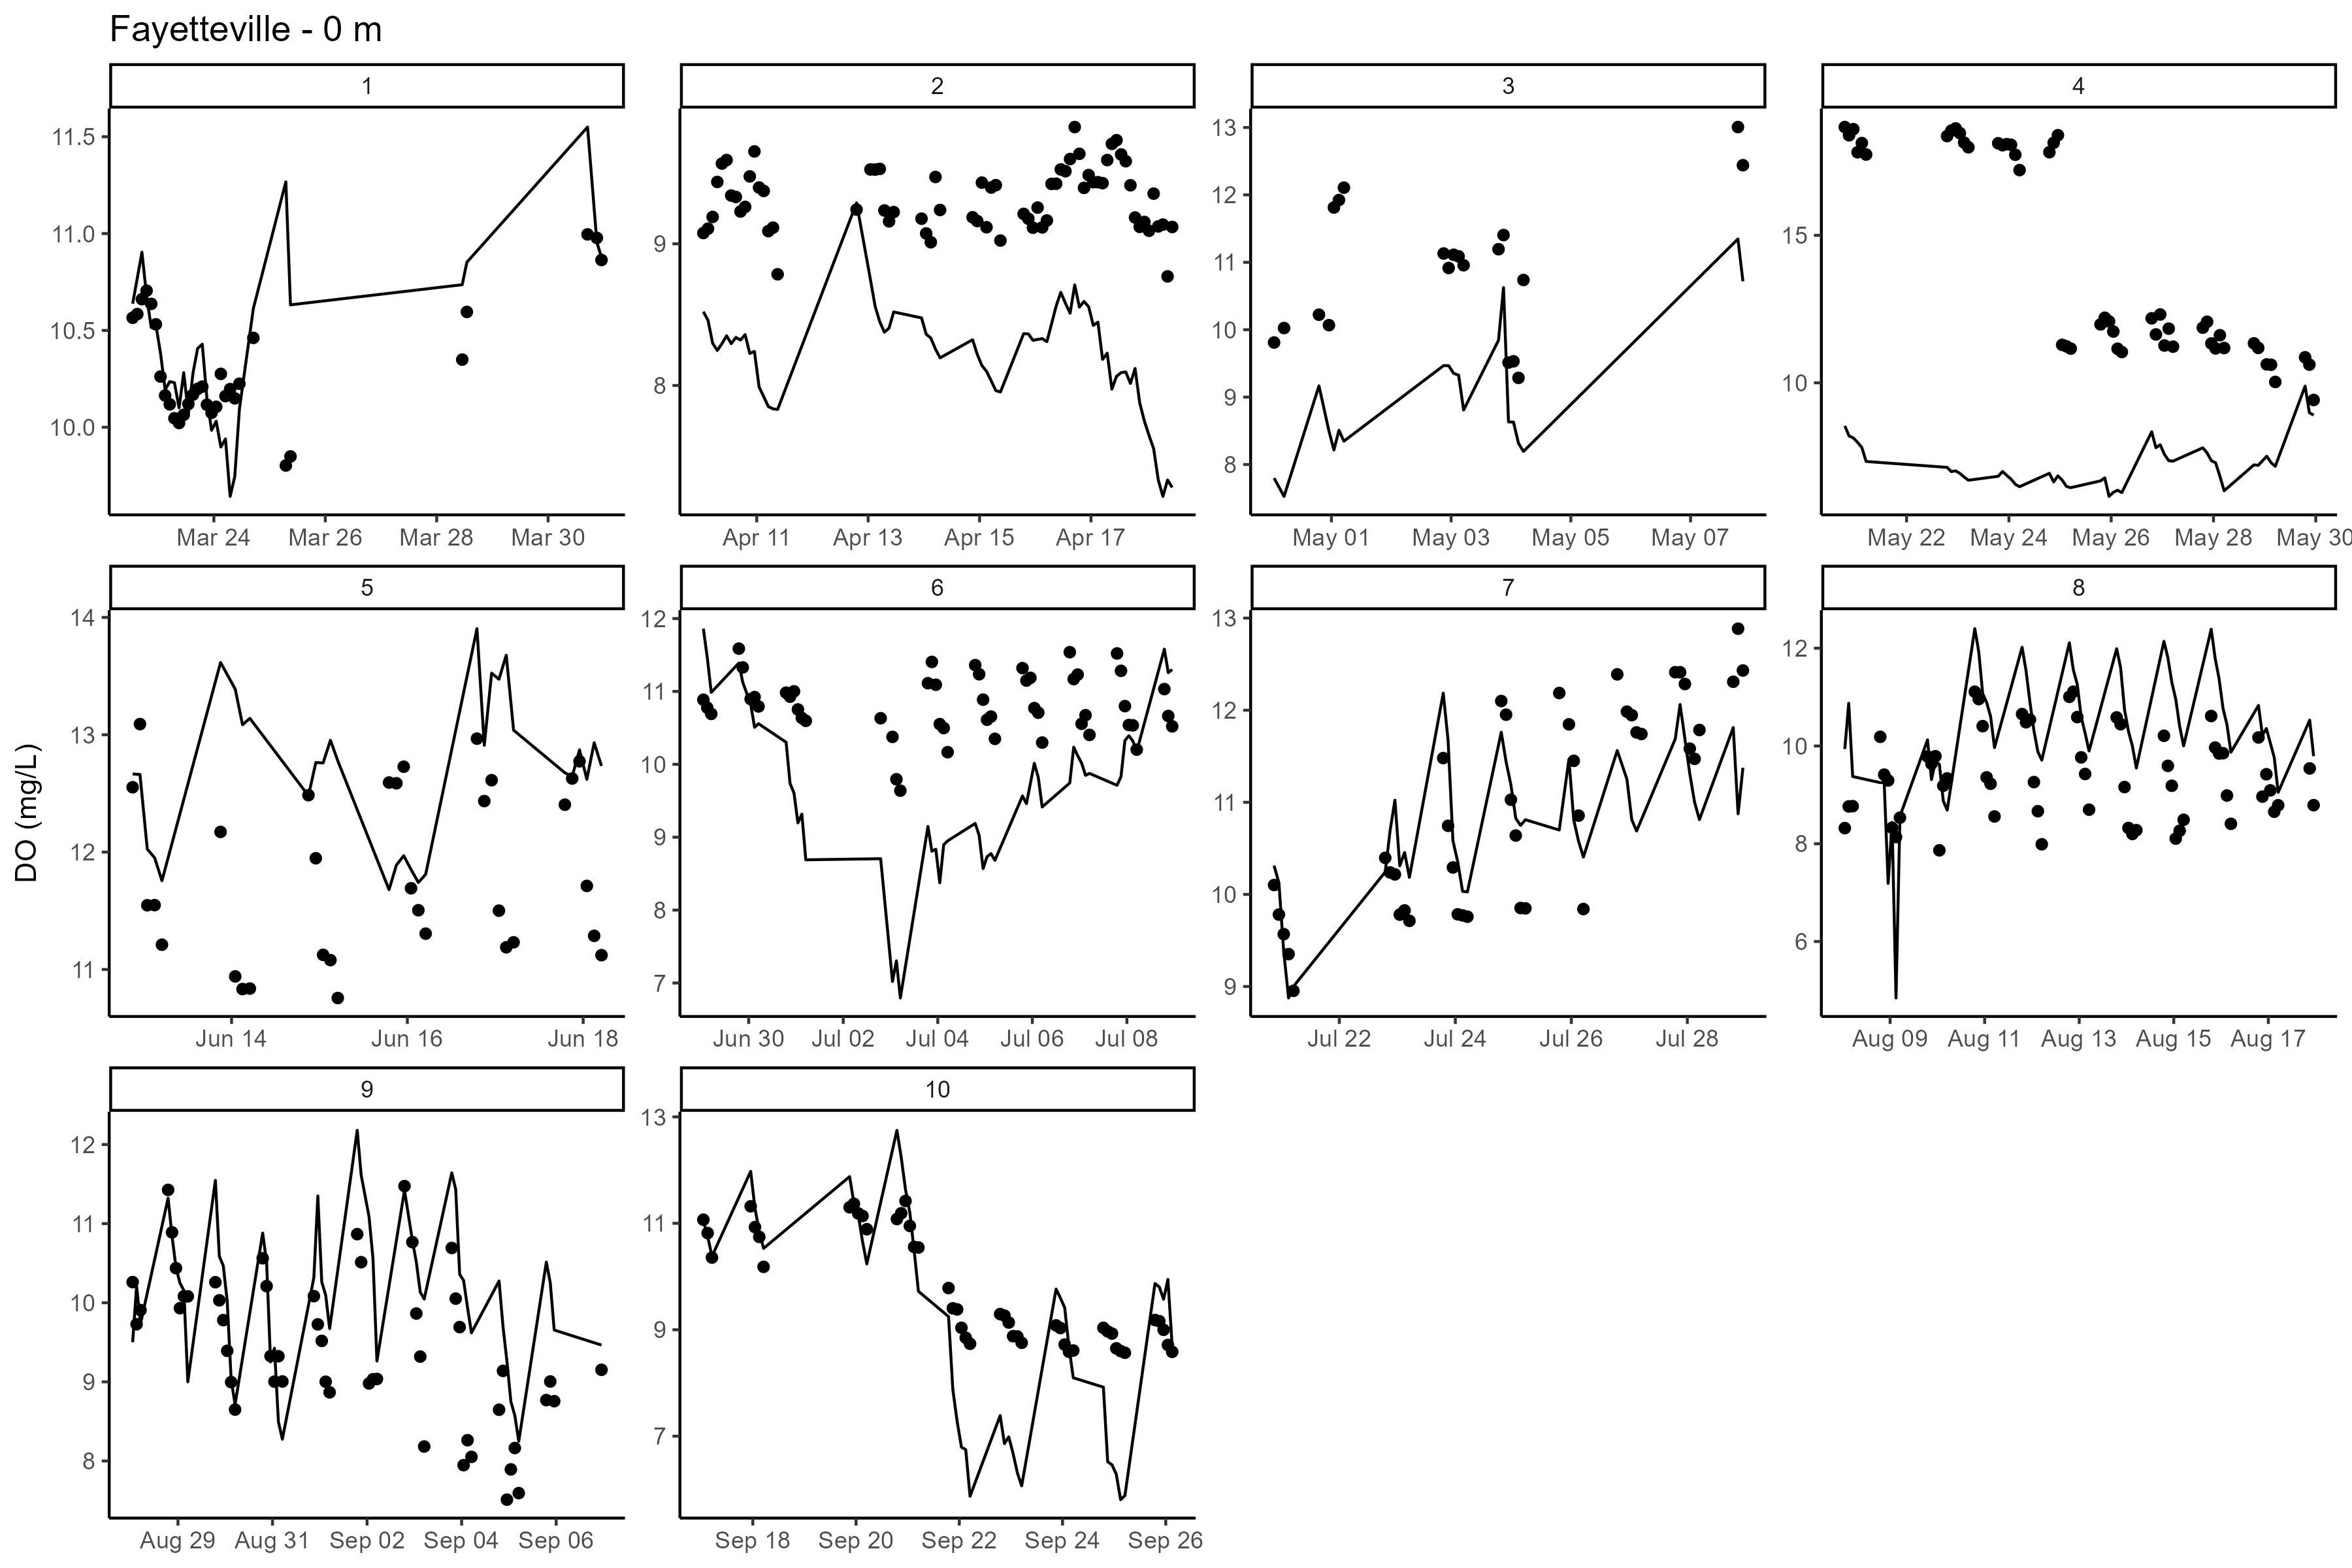 Fayetteville - 0 m
1 2 3 4
11.5 11.0 10.5 10.0
9 8
13 12 11 10 9 8
15 10
Mar 24 Mar 26 Mar 28 Mar 30
Apr 11 Apr 13 Apr 15 Apr 17
May 01 May 03 May 05 May 07
May 22 May 24 May 26 May 28 May 30
DO (mg/L)
5 6 7 8
14 13 12 11
12 11 10 9 8 7
13 12 11 10 9
12 10 8 6
Jun 14 Jun 16 Jun 18
Jun 30 Jul 02 Jul 04 Jul 06 Jul 08
Jul 22 Jul 24 Jul 26 Jul 28
Aug 09 Aug 11 Aug 13 Aug 15 Aug 17
9 10
12 11 10 9 8
13 11 9 7
Aug 29 Aug 31 Sep 02 Sep 04 Sep 06
Sep 18 Sep 20 Sep 22 Sep 24 Sep 26